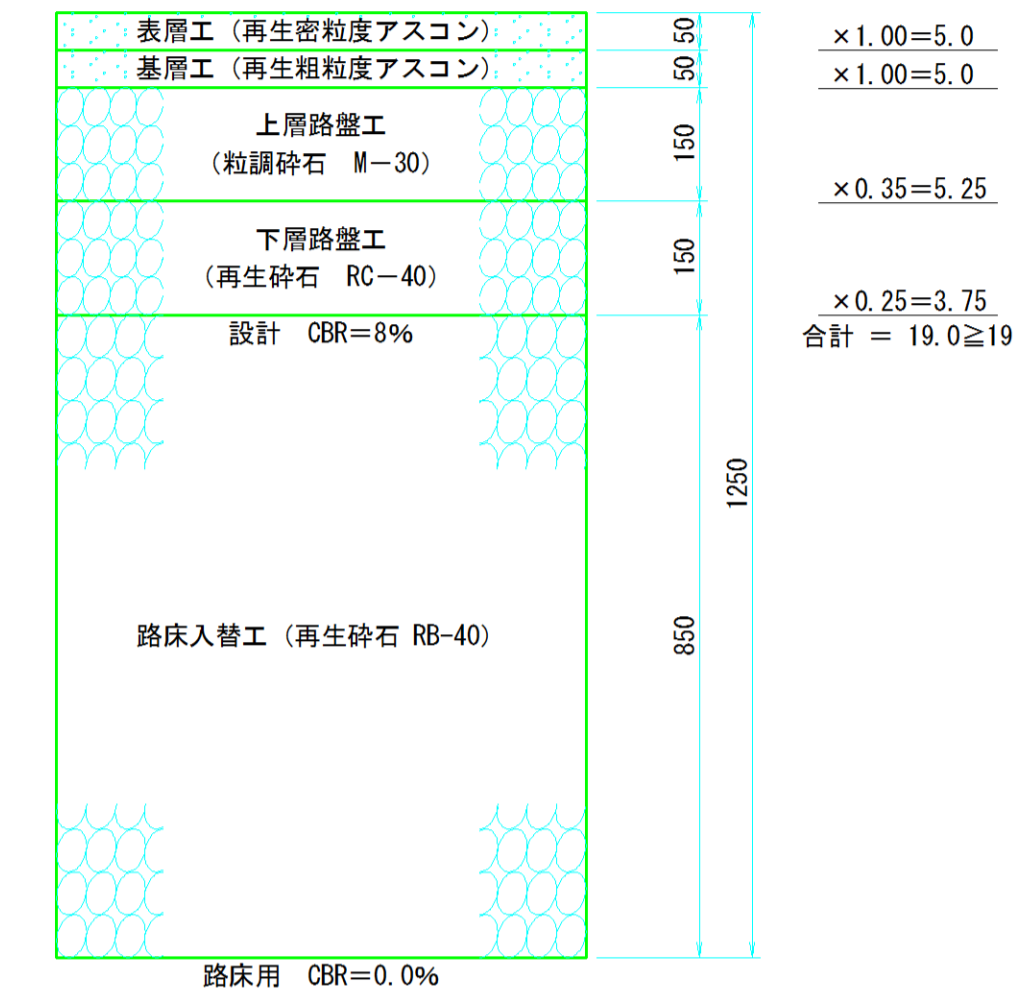 表層工（再生密粒度アスコン）
50
×1.00=5.0
基層工（再生粗粒度アスコン）
50
×1.00=5.0
上層路盤工
（粒調砕石　M－30）
150
×0.35=5.25
下層路盤工
（再生砕石　RC－40）
150
×0.25=3.75
設計　CBR＝8%
合計 ＝ 19.0≧19
1250
路床入替工（再生砕石 RB-40）
850
路床用　CBR＝0.0%